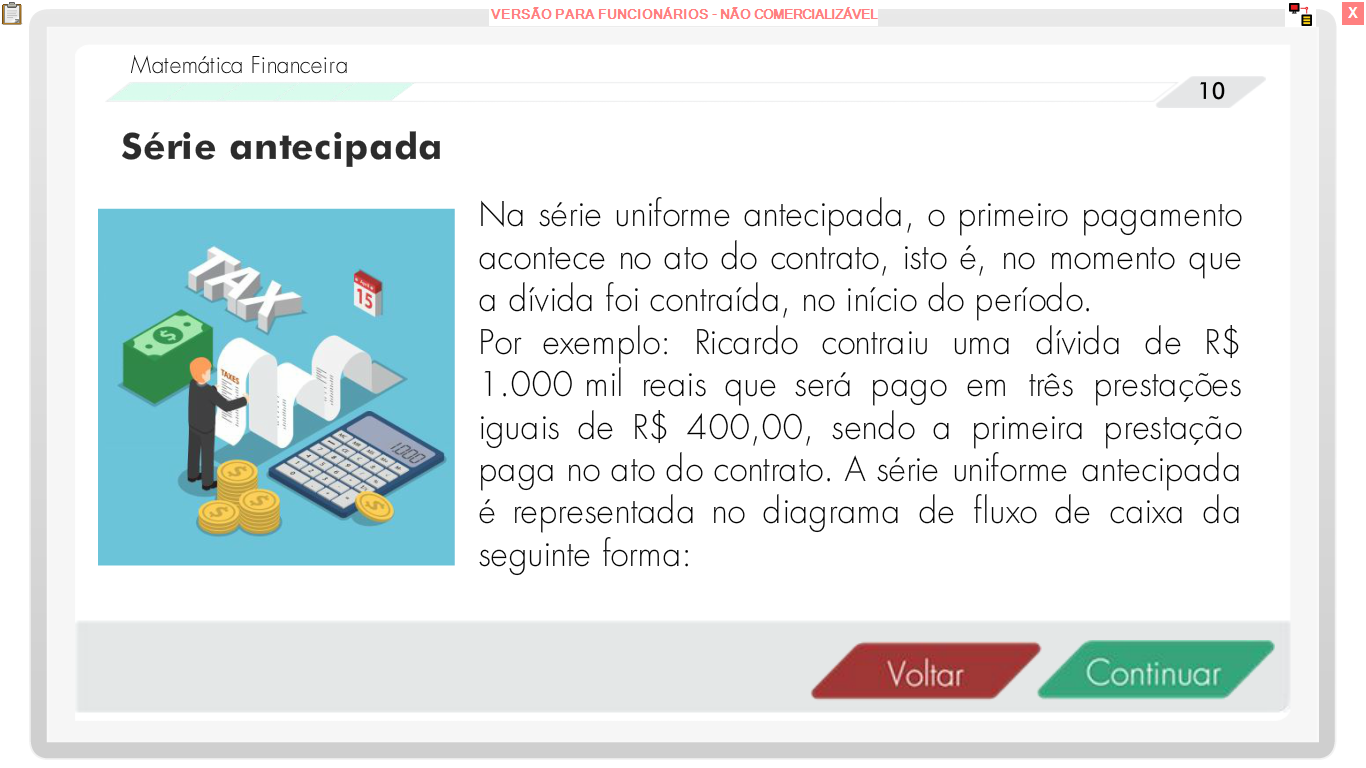 VERSÃO PARA FUNCIONÁRIOS - NÃO COMERCIALIZÁVEL
X
Matemática Financeira
10
Série antecipada
Na série uniforme antecipada, o primeiro pagamento
acontece no ato do contrato, isto é, no momento que
a dívida foi contraída, no início do período.
Por exemplo: Ricardo contraiu uma dívida de R$
1.000 mil reais que será pago em três prestações
iguais de R$ 400,00, sendo a primeira prestação
paga no ato do contrato. A série uniforme antecipada
é representada no diagrama de fluxo de caixa da
seguinte forma:
TAX
15
TAXES
1,000
Voltar
Continuar